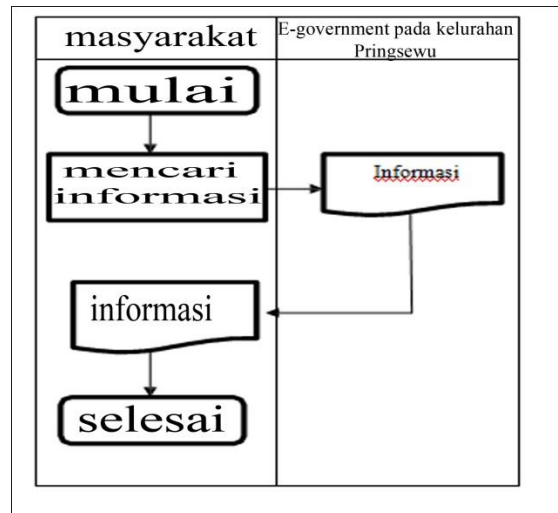 masyarakat
E-government pada kelurahan
Pringsewu
mulai
mencari
informasi
Informasi
informasi
selesai